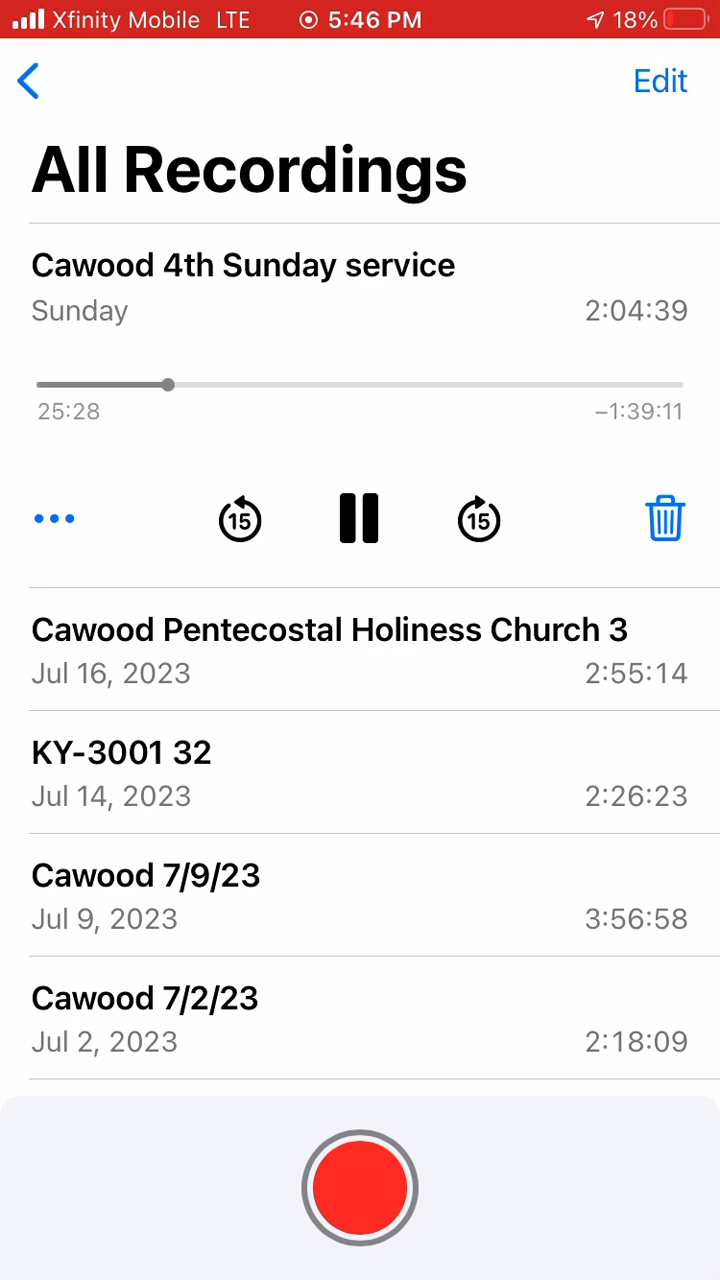 Xfinity Mobile LTE 5:46 PM 18%
Edit
All Recordings
Cawood 4th Sunday service
Sunday 2:04:39
25:28 −1:39:11
15 15
Cawood Pentecostal Holiness Church 3
Jul 16, 2023 2:55:14
KY-3001 32
Jul 14, 2023 2:26:23
Cawood 7/9/23
Jul 9, 2023 3:56:58
Cawood 7/2/23
Jul 2, 2023 2:18:09